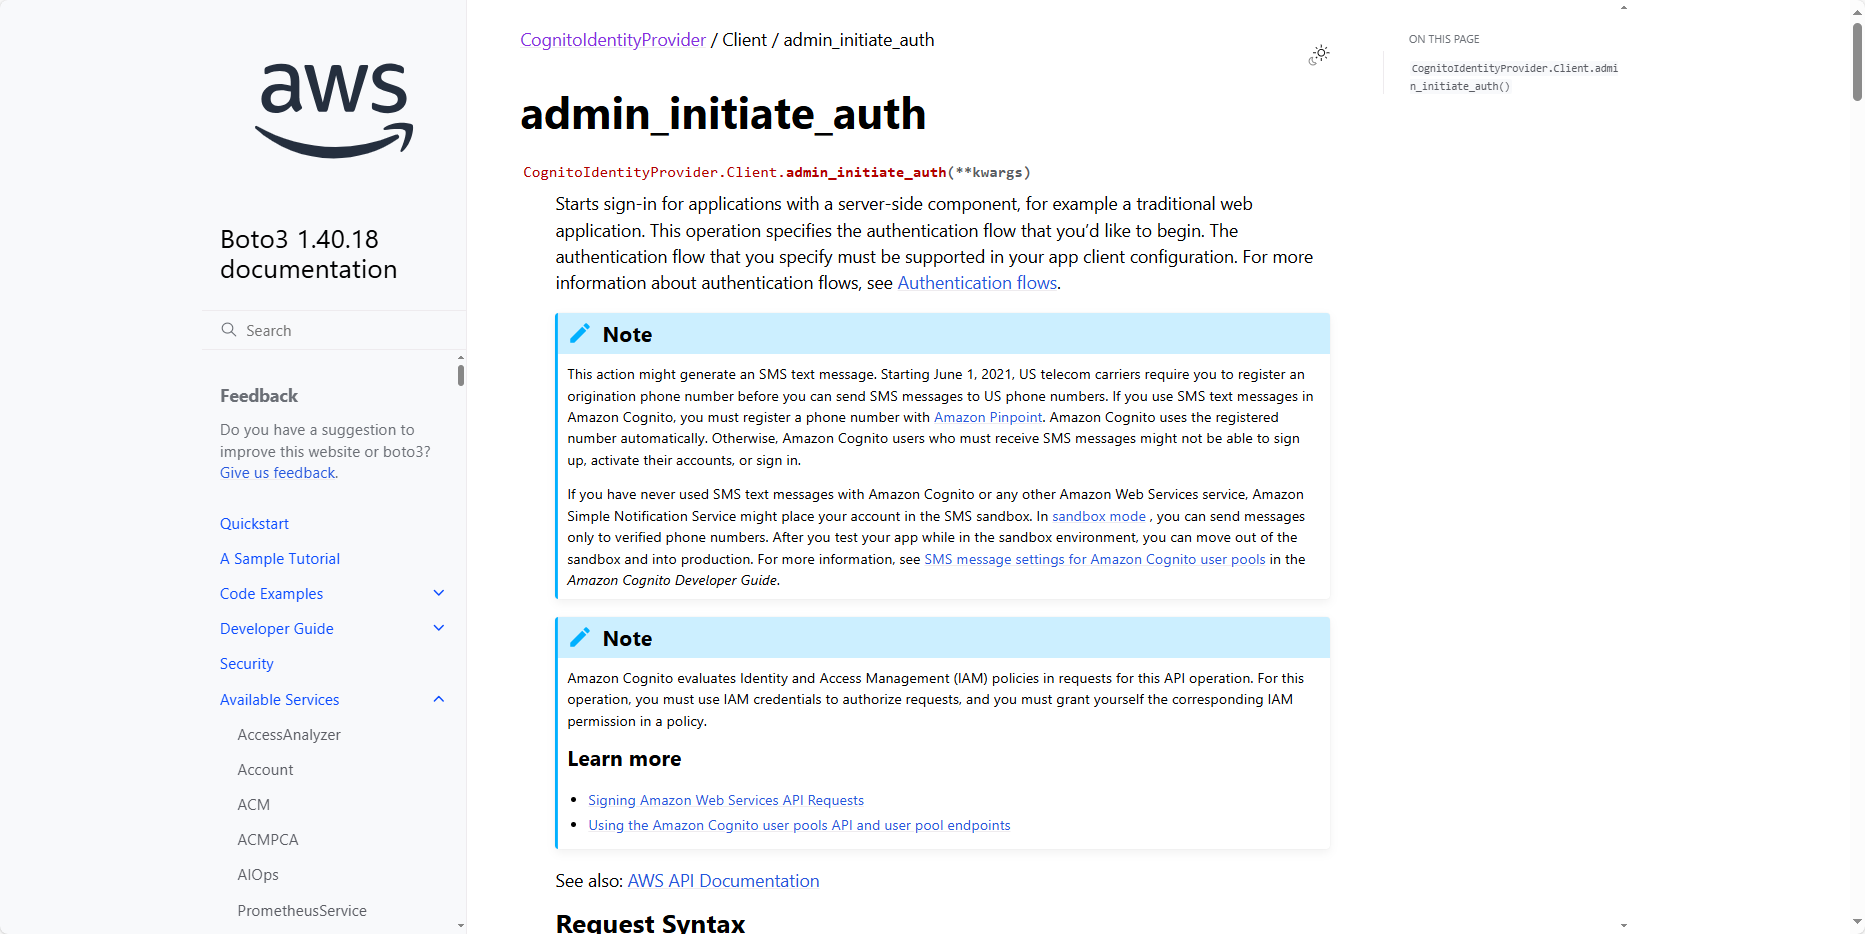 aws
Boto3 1.40.18
documentation
Search
Feedback
Do you have a suggestion to
improve this website or boto3?
Give us feedback.
Quickstart
A Sample Tutorial
Code Examples
Developer Guide
Security
Available Services
AccessAnalyzer
Account
ACM
ACMPCA
AIOps
PrometheusService
CognitoIdentityProvider / Client / admin_initiate_auth
admin_initiate_auth
CognitoIdentityProvider.Client.admin_initiate_auth(**kwargs)
Starts sign-in for applications with a server-side component, for example a traditional web
application. This operation specifies the authentication flow that you’d like to begin. The
authentication flow that you specify must be supported in your app client configuration. For more
information about authentication flows, see Authentication flows.
Note
This action might generate an SMS text message. Starting June 1, 2021, US telecom carriers require you to register an
origination phone number before you can send SMS messages to US phone numbers. If you use SMS text messages in
Amazon Cognito, you must register a phone number with Amazon Pinpoint. Amazon Cognito uses the registered
number automatically. Otherwise, Amazon Cognito users who must receive SMS messages might not be able to sign
up, activate their accounts, or sign in.
If you have never used SMS text messages with Amazon Cognito or any other Amazon Web Services service, Amazon
Simple Notification Service might place your account in the SMS sandbox. In sandbox mode , you can send messages
only to verified phone numbers. After you test your app while in the sandbox environment, you can move out of the
sandbox and into production. For more information, see SMS message settings for Amazon Cognito user pools in the
Amazon Cognito Developer Guide.
Note
Amazon Cognito evaluates Identity and Access Management (IAM) policies in requests for this API operation. For this
operation, you must use IAM credentials to authorize requests, and you must grant yourself the corresponding IAM
permission in a policy.
Learn more
• Signing Amazon Web Services API Requests
• Using the Amazon Cognito user pools API and user pool endpoints
See also: AWS API Documentation
Request Syntax
ON THIS PAGE
CognitoIdentityProvider.Client.admi
n_initiate_auth()